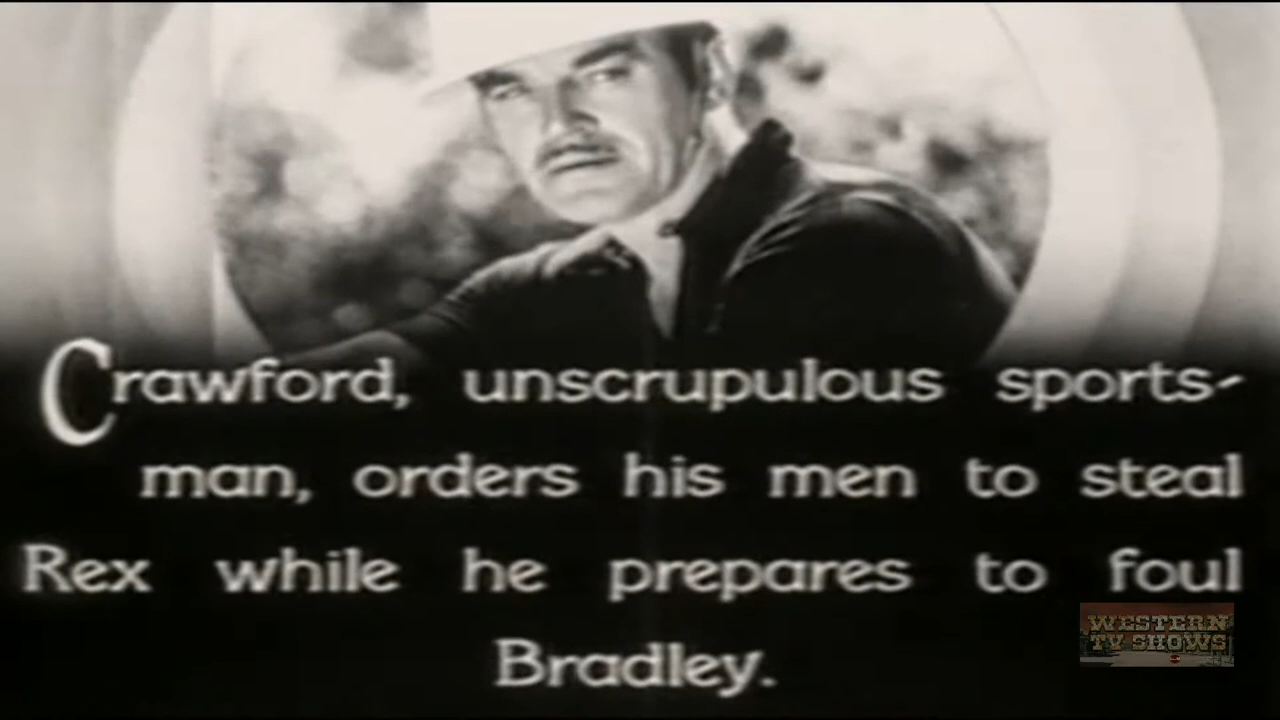 Crawford, unscrupulous sports-
man, orders his men to steal
Rex while he prepares to foul
Bradley.
WESTERN
TV SHOWS